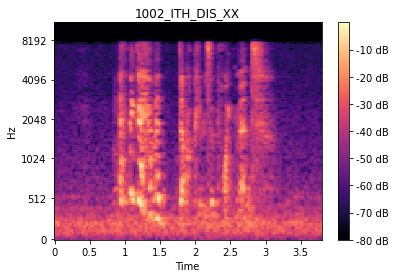 1002_ITH_DIS_XX
8192
4096
2048
1024
512
0
Hz
0 0.5 1 1.5 2 2.5 3 3.5
Time
-10 dB
-20 dB
-30 dB
-40 dB
-50 dB
-60 dB
-70 dB
-80 dB